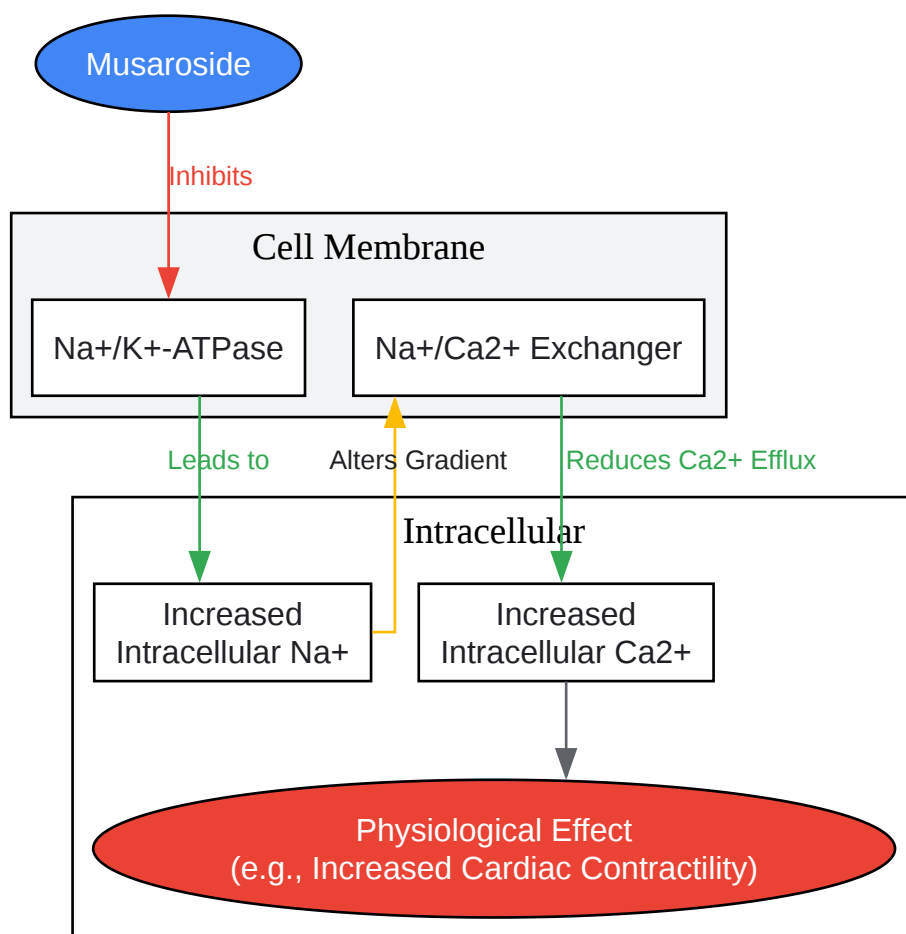 Musaroside
Inhibits
Cell Membrane
Na+/K+-ATPase
Na+/Ca2+ Exchanger
Leads to
Alters Gradient
Reduces Ca2+ Efflux
Intracellular
Increased
Intracellular Na+
Increased
Intracellular Ca2+
Physiological Effect
(e.g., Increased Cardiac Contractility)